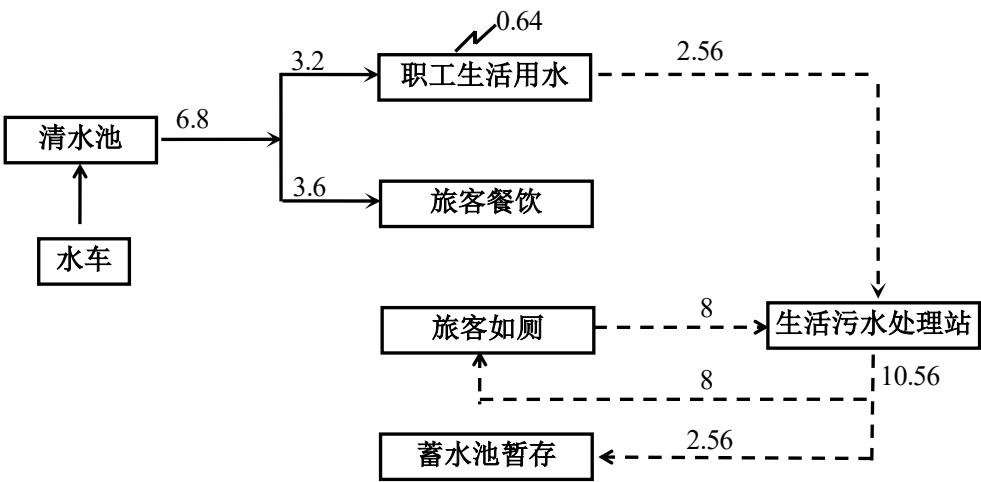 0.64
3.2
职工生活用水
2.56
清水池
6.8
3.6
旅客餐饮
水车
旅客如厕
8
生活污水处理站
10.56
8
蓄水池暂存
2.56